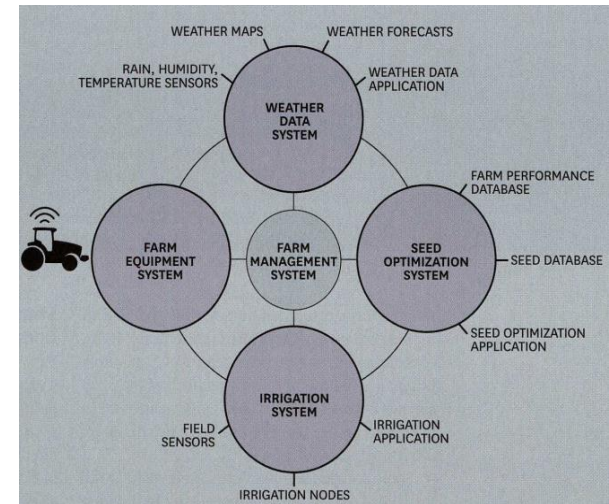 WEATHER MAPS
WEATHER FORECASTS
RAIN, HUMIDITY,
TEMPERATURE SENSORS
WEATHER DATA
APPLICATION
WEATHER
DATA
SYSTEM
FARM PERFORMANCE
DATABASE
FARM
EQUIPMENT
SYSTEM
FARM
MANAGEMENT
SYSTEM
SEED
OPTIMIZATION
SYSTEM
SEED DATABASE
SEED OPTIMIZATION
APPLICATION
IRRIGATION
SYSTEM
FIELD
SENSORS
IRRIGATION
APPLICATION
IRRIGATION NODES